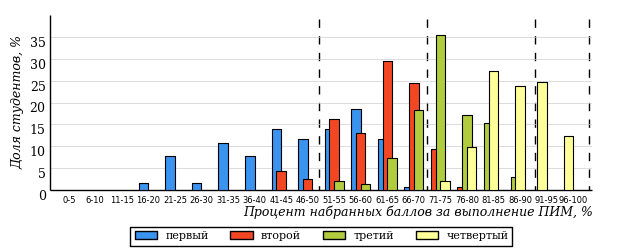 Доля студентов, %
35
30
25
20
15
10
5
0
0-5 6-10 11-15 16-20 21-25 26-30 31-35 36-40 41-45 46-50 51-55 56-60 61-65 66-70 71-75 76-80 81-85 86-90 91-95 96-100
Процент набранных баллов за выполнение ПИМ, %
первый второй третий четвертый